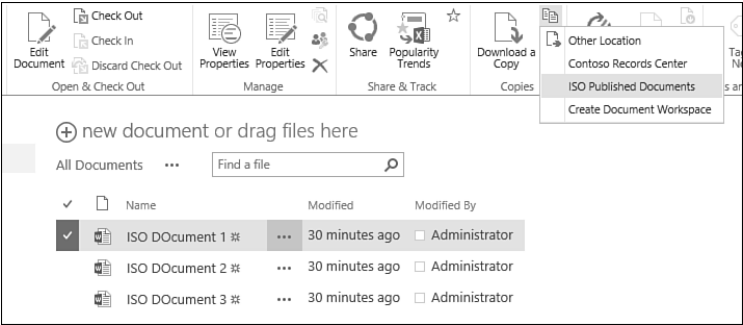 Check Out
Check In
Discard Check Out
Edit
Document
View
Properties
Edit
Properties
Share
Popularity
Trends
Download a
Copy
Open & Check Out
Manage
Share & Track
Copies
Other Location
Contoso Records Center
ISO Published Documents
Create Document Workspace
new document or drag files here
All Documents
Find a file
Name Modified Modified By
ISO DOcument 1 30 minutes ago Administrator
ISO DOcument 2 30 minutes ago Administrator
ISO DOcument 3 30 minutes ago Administrator